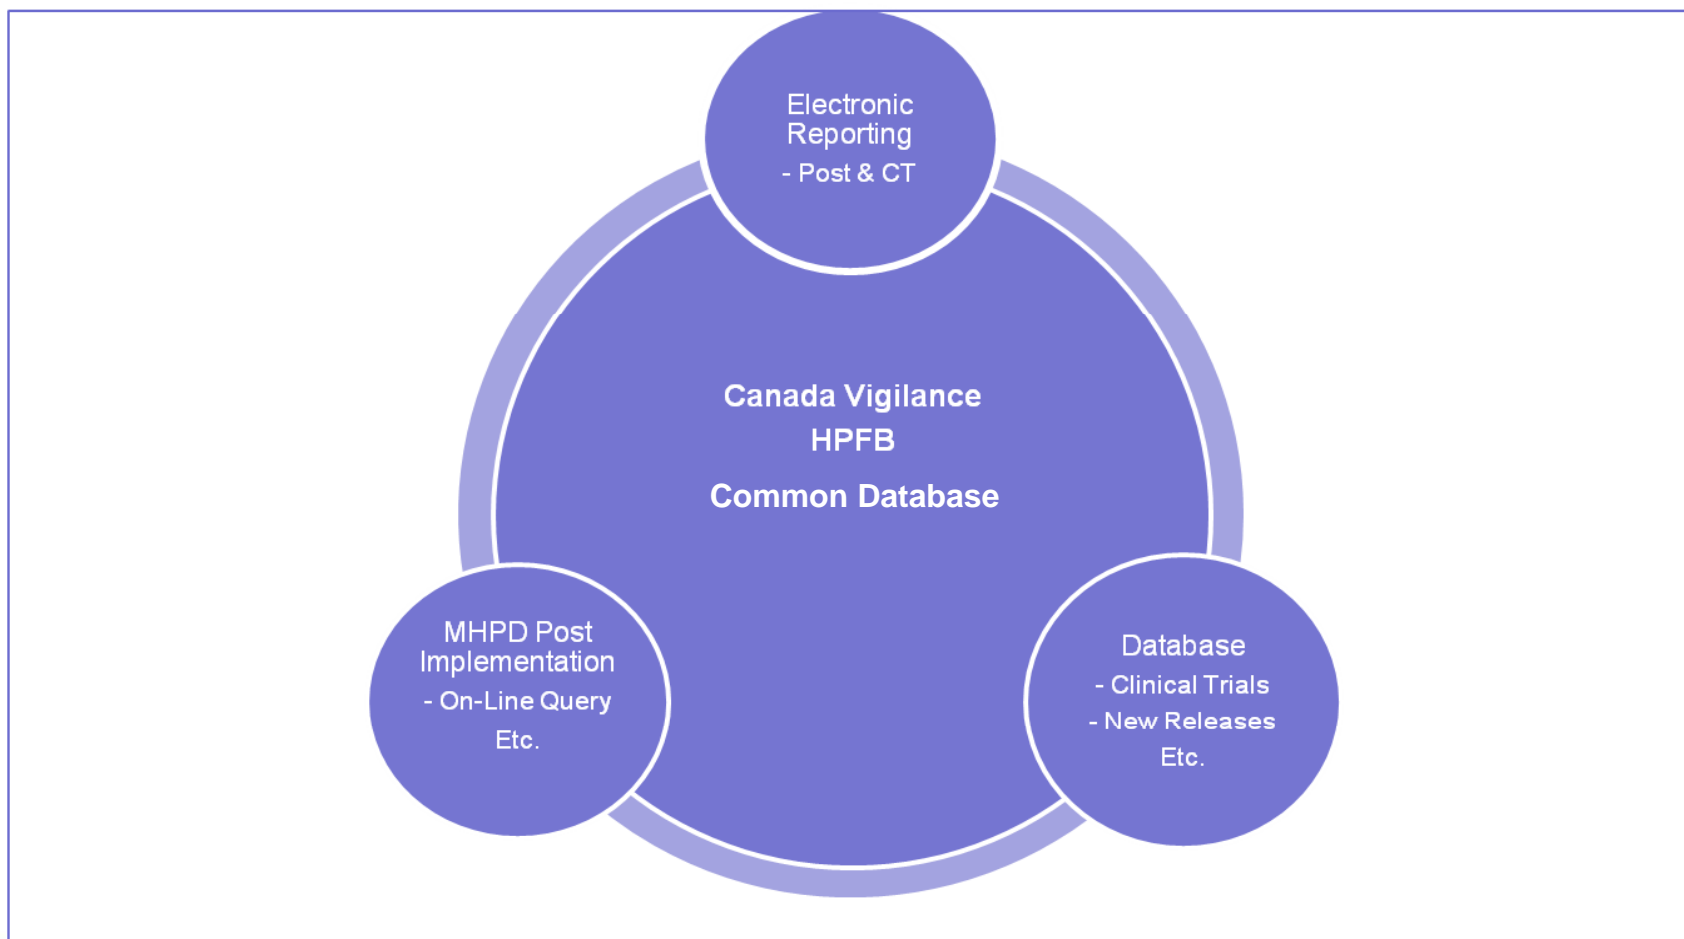 Electronic
Reporting
- Post & CT
Canada Vigilance
HPFB
Common Database
MHPD Post
Implementation
- On-Line Query
Etc.
Database
- Clinical Trials
- New Releases
Etc.